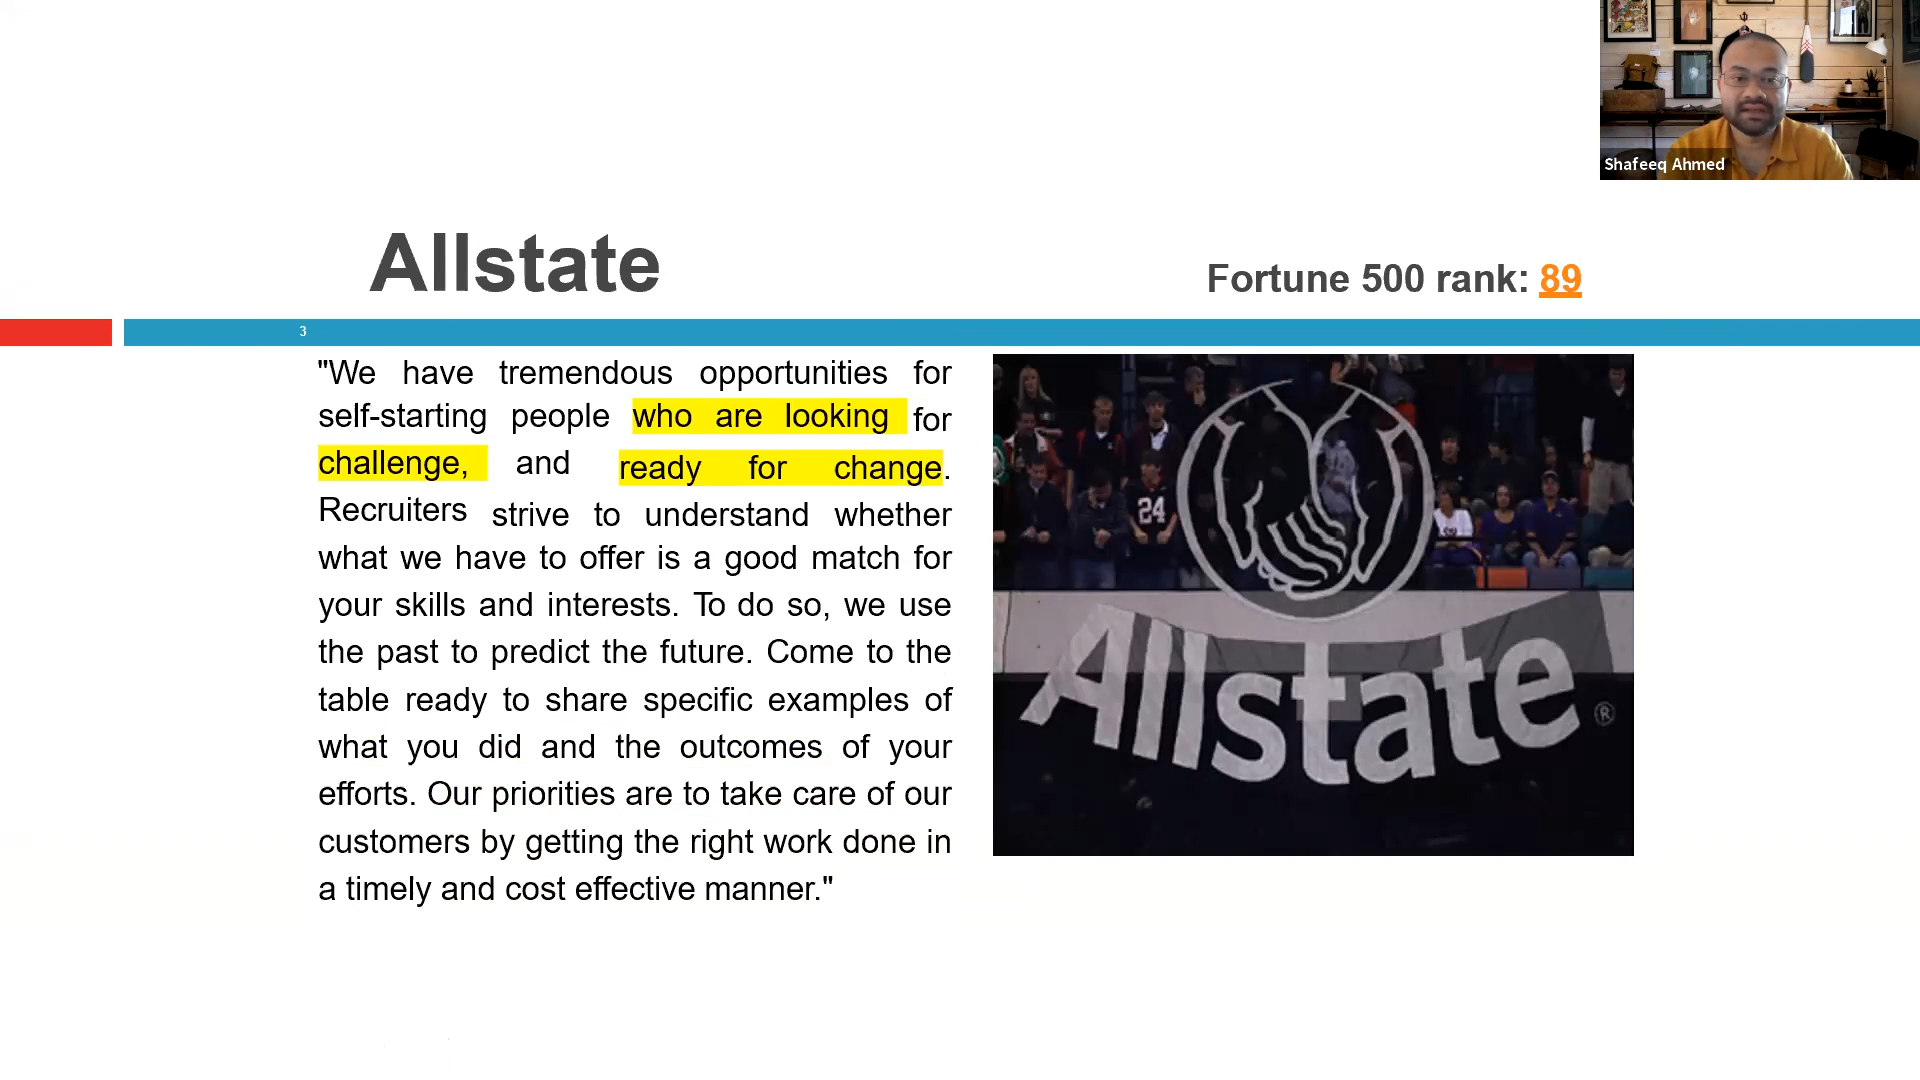 Shafeeq Ahmed
Allstate
Fortune 500 rank: 89
3
"We have tremendous opportunities for
self-starting people who are looking for
challenge, and ready for change.
Recruiters strive to understand whether
what we have to offer is a good match for
your skills and interests. To do so, we use
the past to predict the future. Come to the
table ready to share specific examples of
what you did and the outcomes of your
efforts. Our priorities are to take care of our
customers by getting the right work done in
a timely and cost effective manner."
24
Allstate®